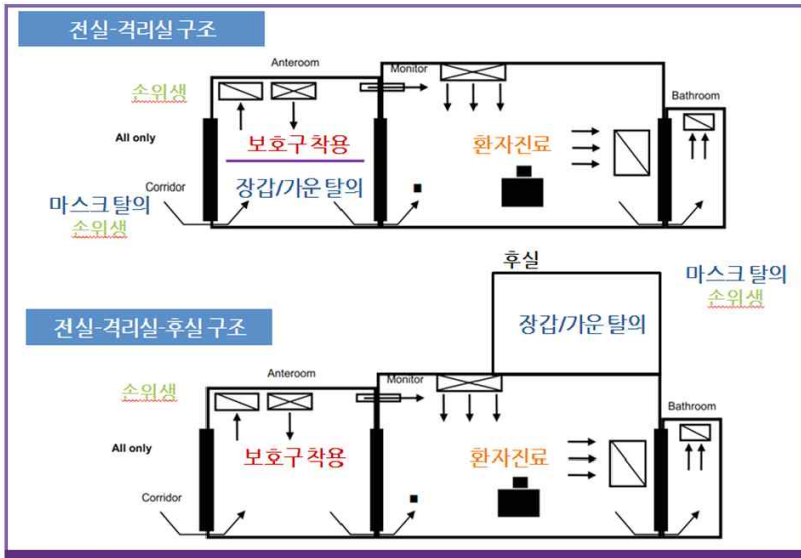 전실-격리실 구조
Anteroom
Monitor
손위생
Bathroom
All only
보호구 착용
환자진료
Corridor
장갑/가운 탈의
마스크 탈의
손위생
후실
마스크 탈의
손위생
전실-격리실-후실 구조
장갑/가운 탈의
Anteroom
Monitor
손위생
Bathroom
All only
보호구 착용
환자진료
Corridor